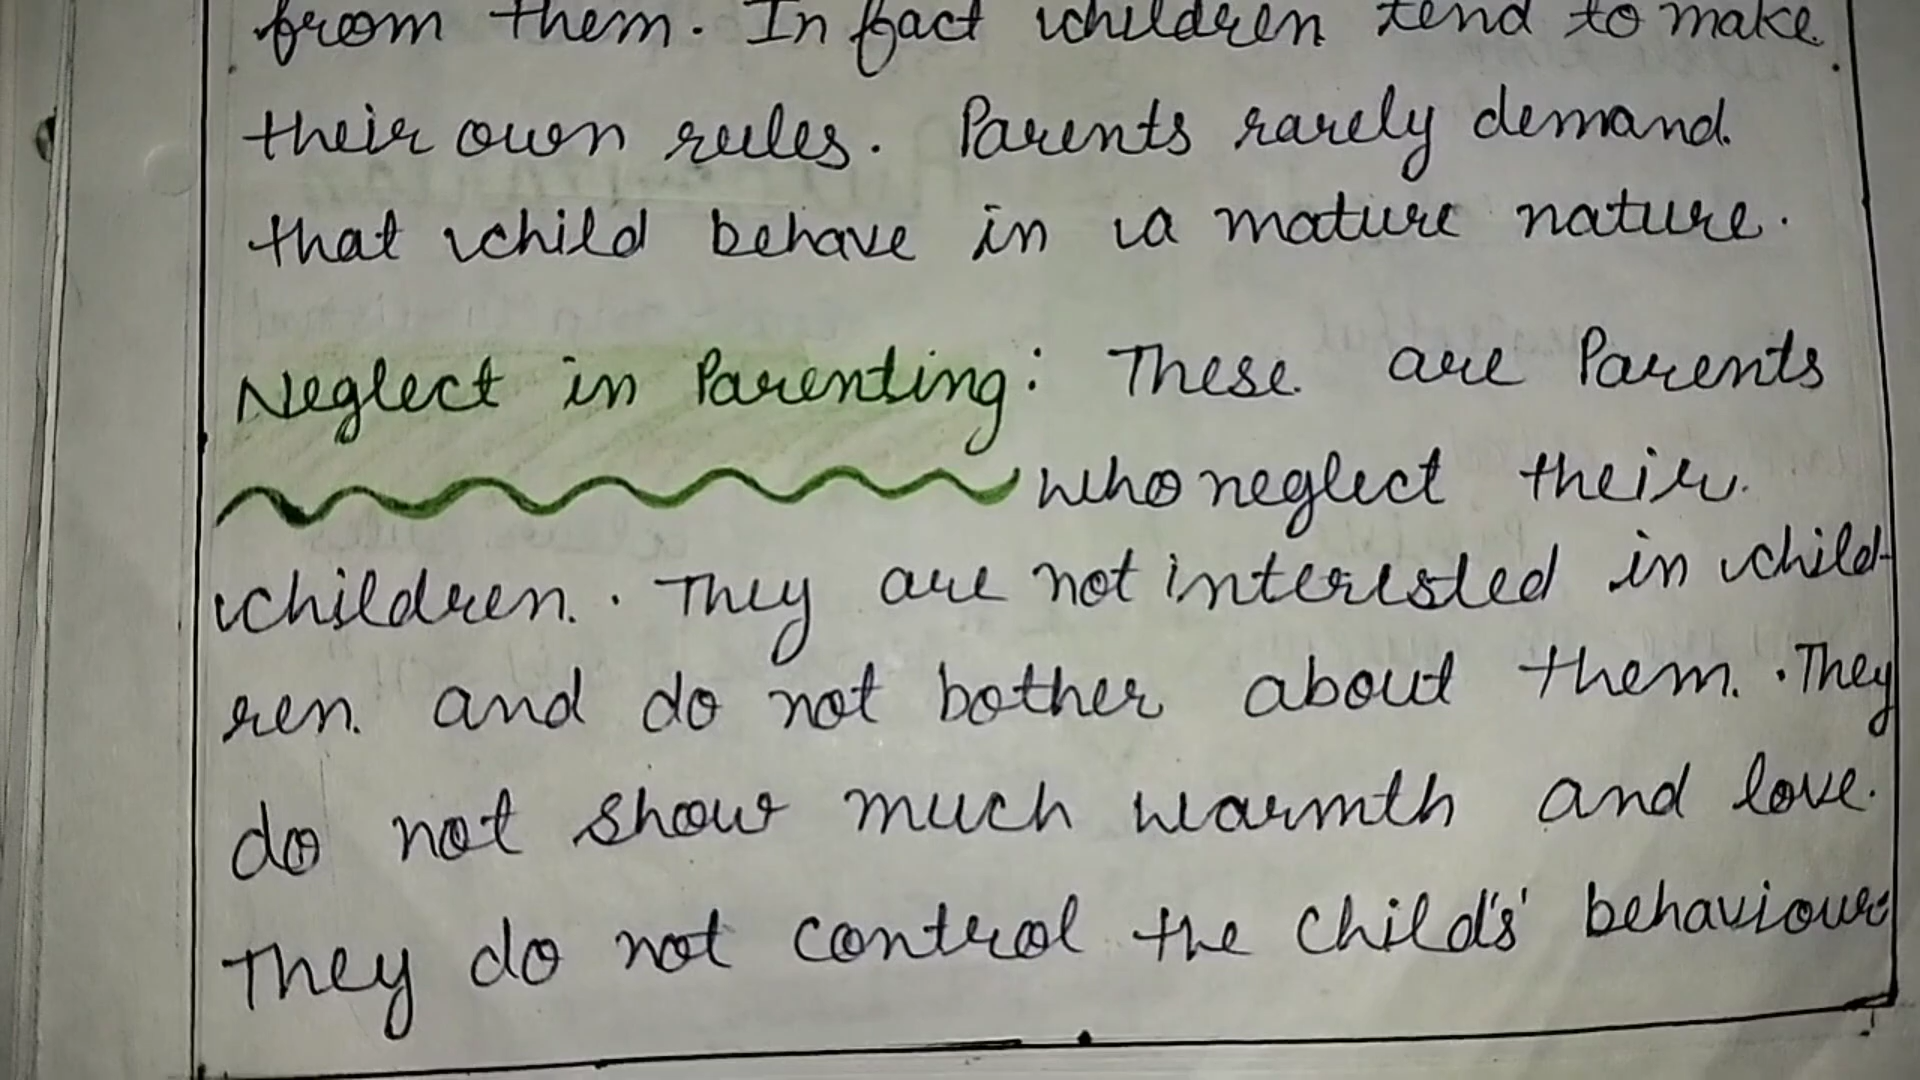 from them. In fact children tend to make
their own rules. Parents rarely demand
that child behave in a mature nature.
Neglect in Parenting: These are Parents
who neglect their
children. They are not interested in child-
ren and do not bother about them. They
do not show much warmth and love.
They do not control the child's' behaviour